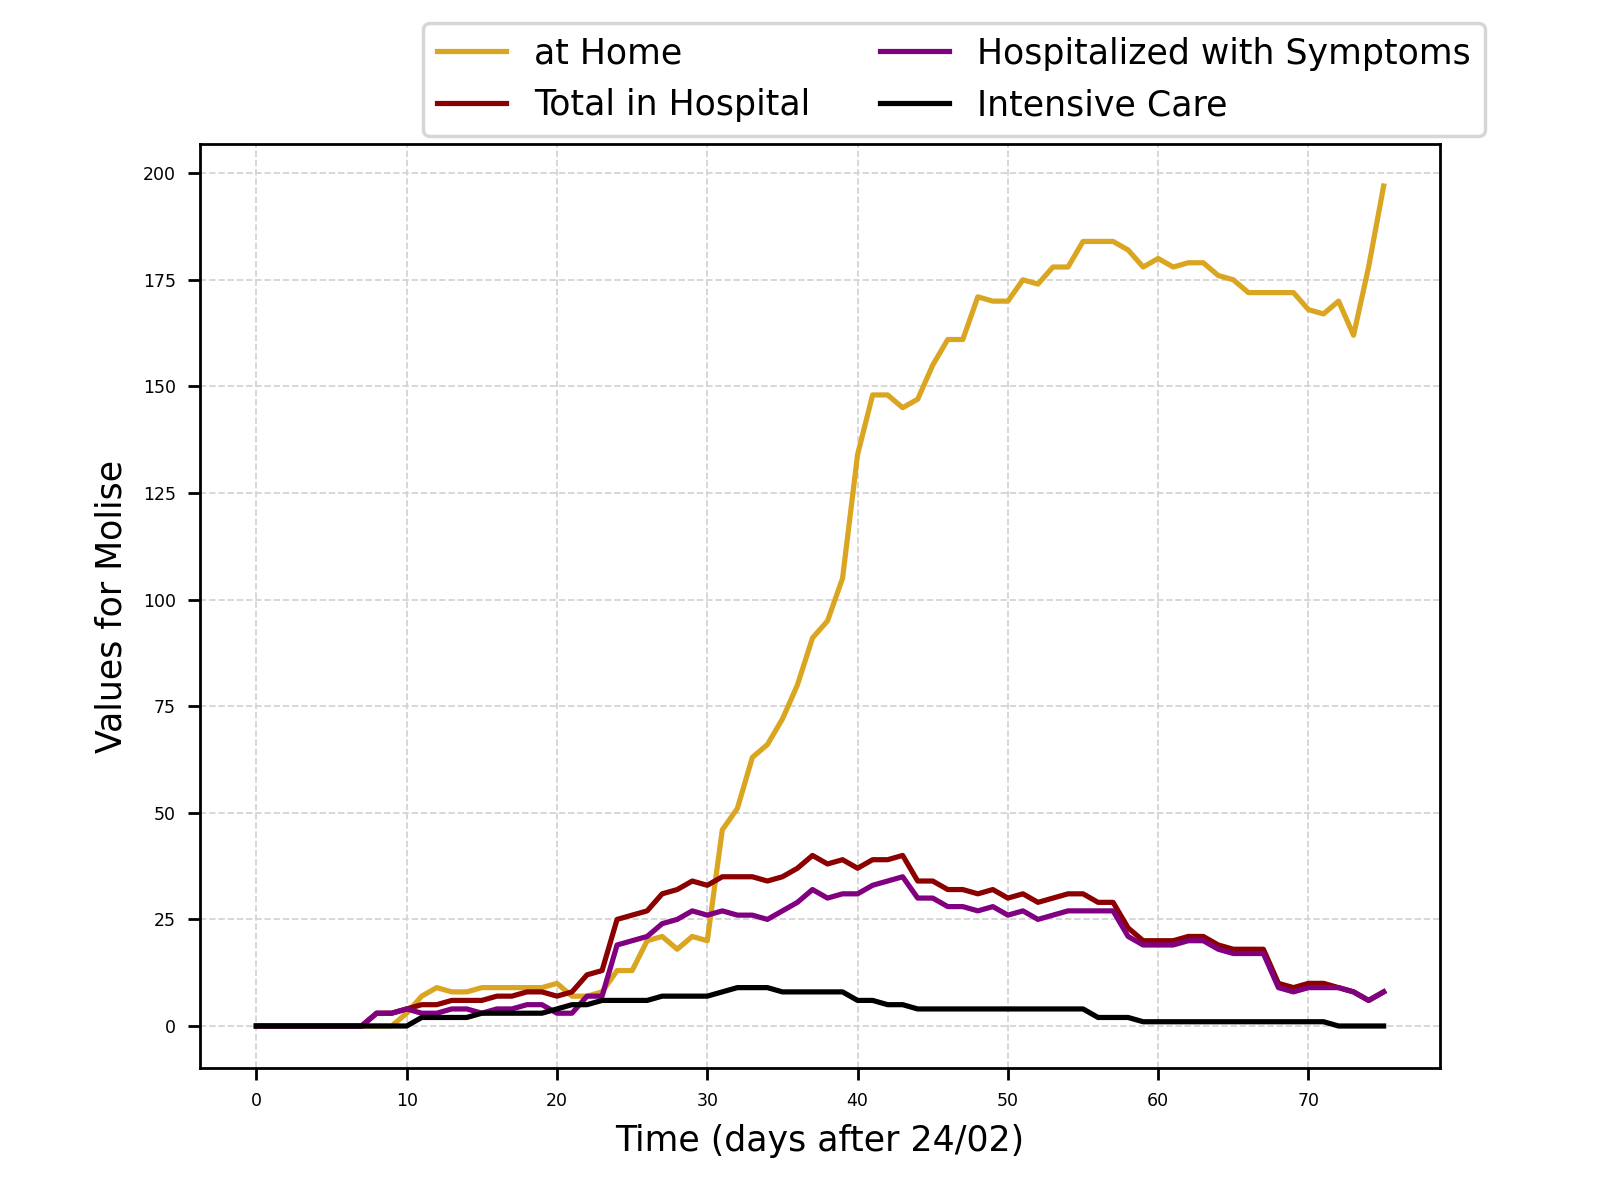 at Home
Total in Hospital
Hospitalized with Symptoms
Intensive Care
200
175
150
125
100
75
50
25
0
Values for Molise
0 10 20 30 40 50 60 70
Time (days after 24/02)